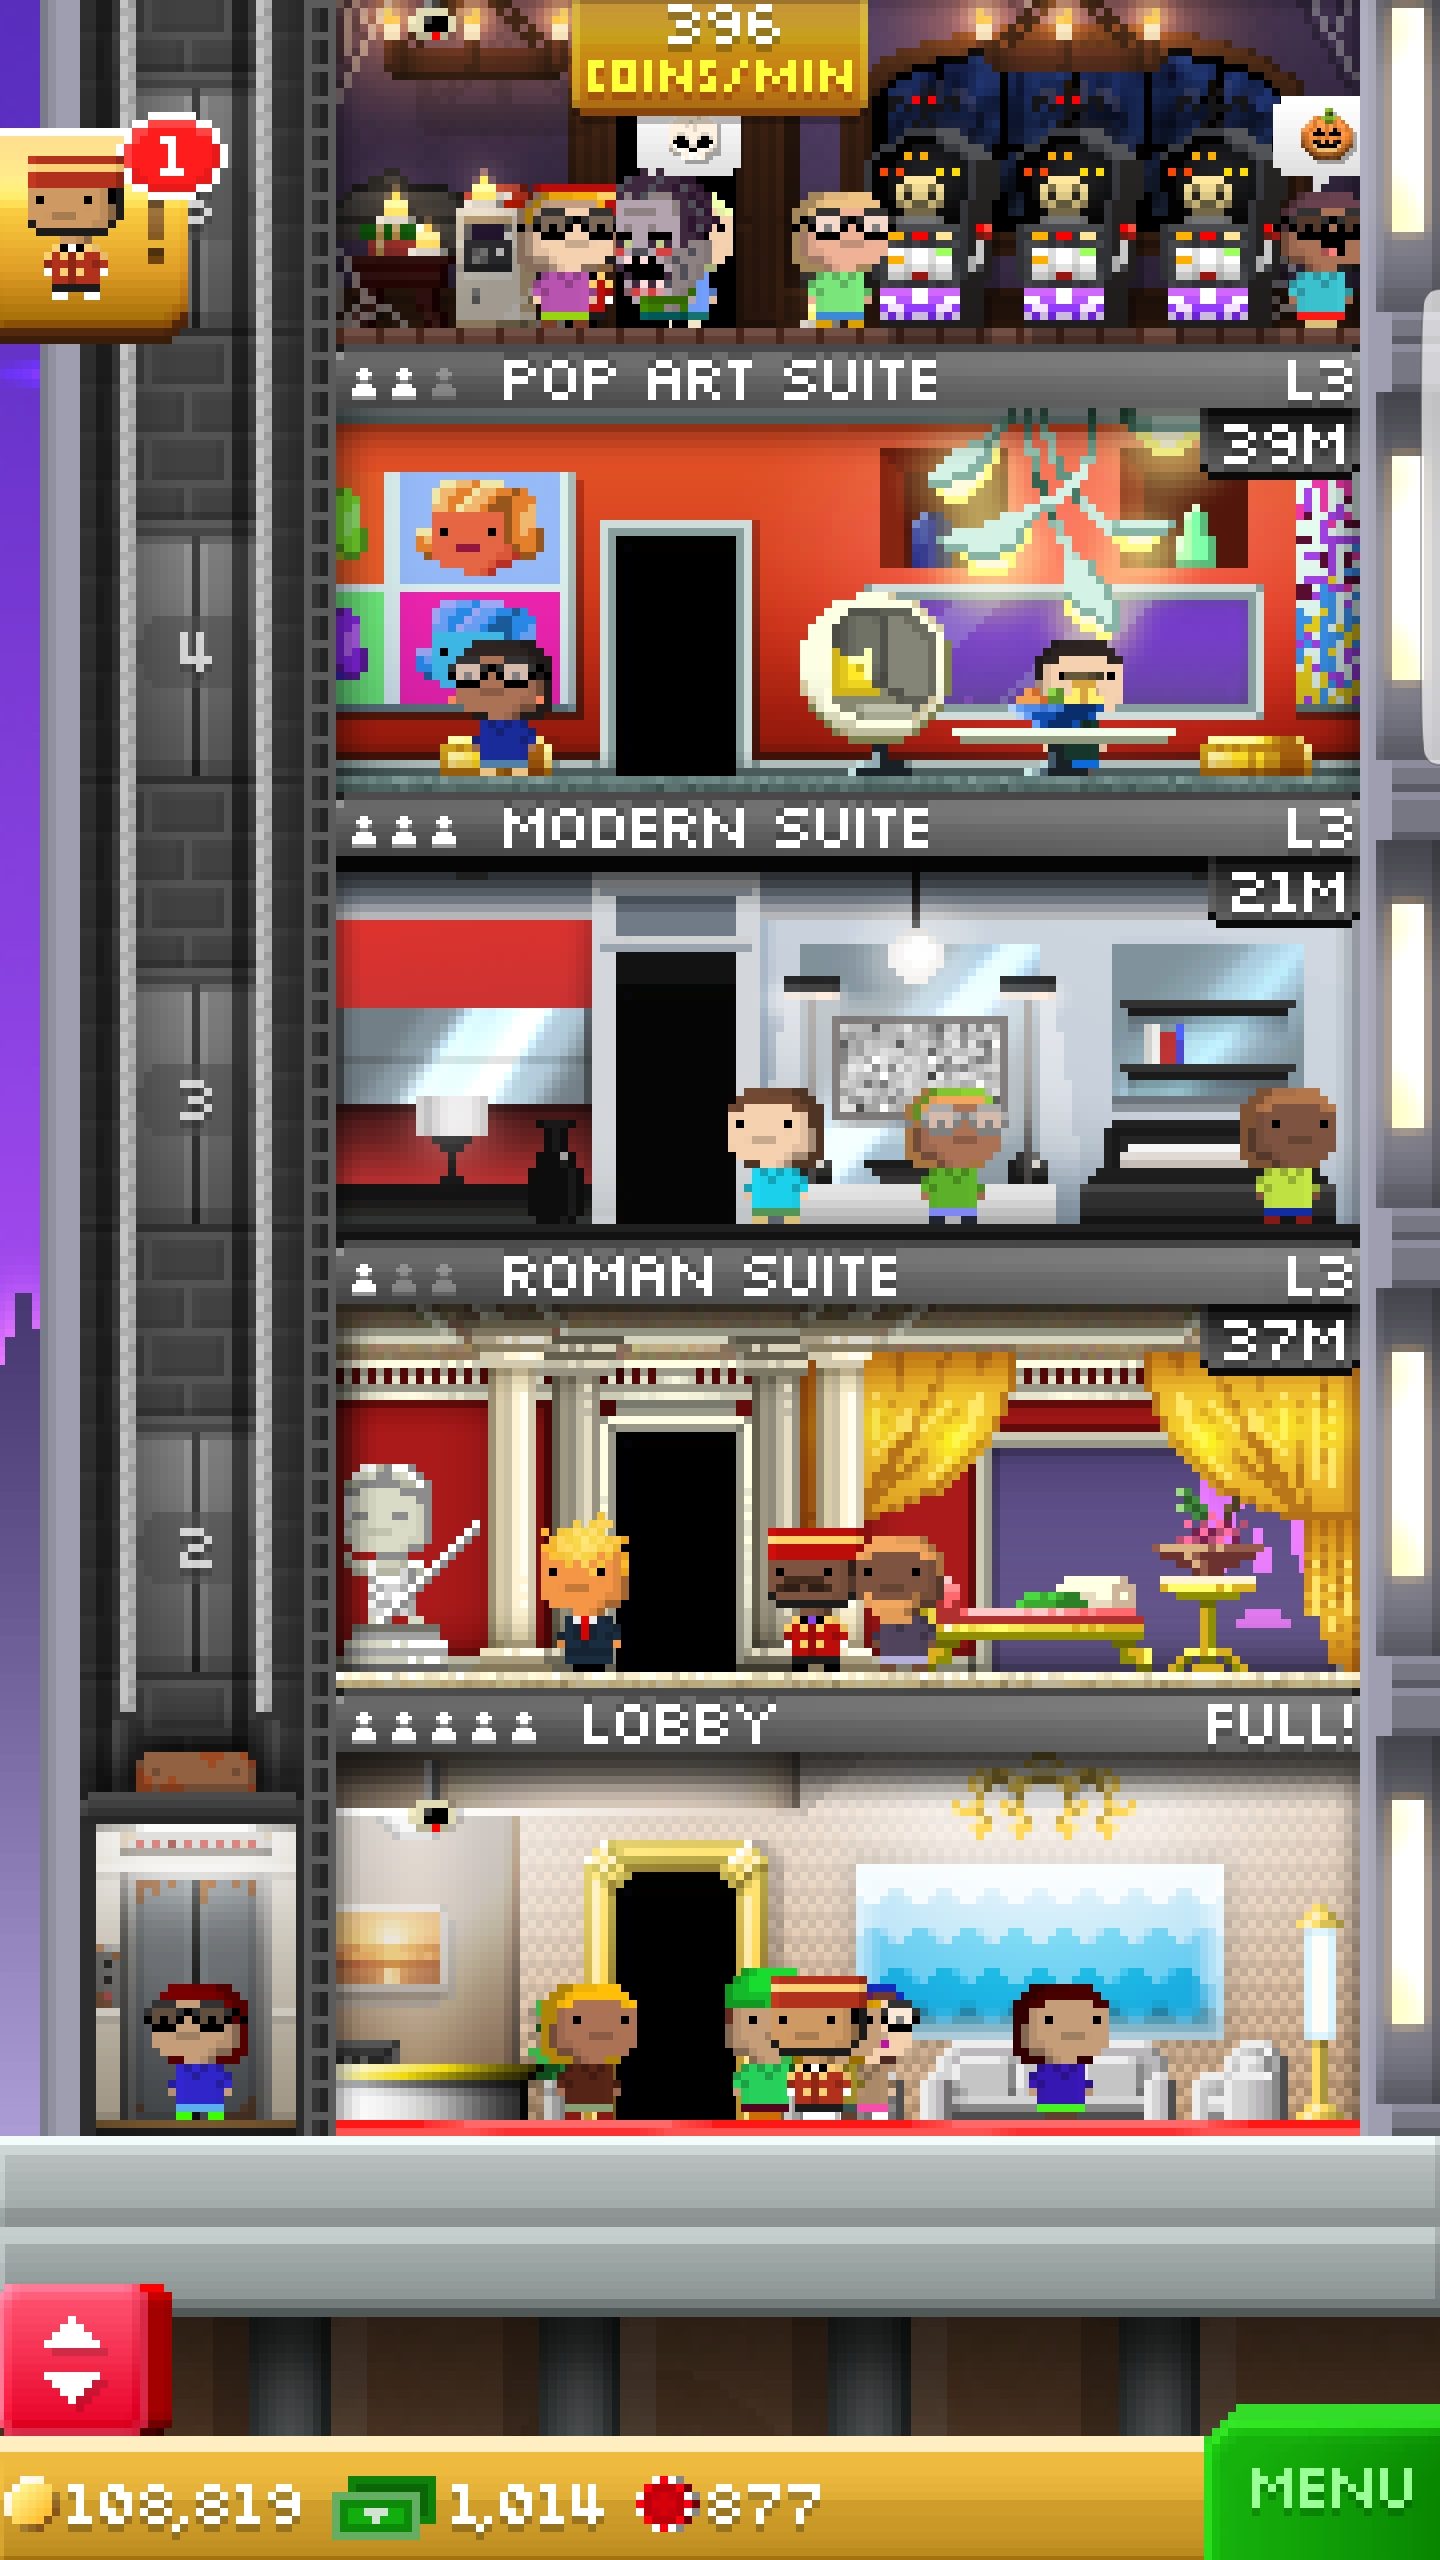 396
COINS/MIN
1
POP ART SUITE L3
39M
4
MODERN SUITE L3
21M
3
ROMAN SUITE L3
37M
2
LOBBY FULL!
108,819 1,014 877
MENU